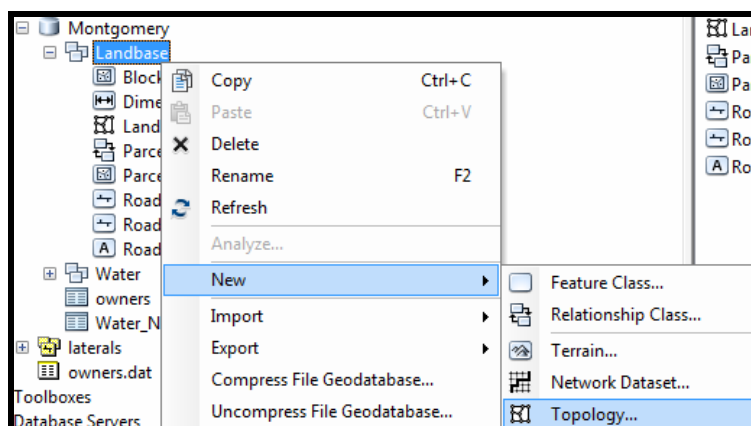 Montgomery
Landbase
Block
Dime
Land
Parce
Parce
Road
Road
Road
Water
owners
Water_N
laterals
owners.dat
Toolboxes
Database Servers
Copy Ctrl+C
Paste Ctrl+V
Delete
Rename F2
Refresh
Analyze...
New
Import
Export
Compress File Geodatabase...
Uncompress File Geodatabase...
Feature Class...
Relationship Class...
Terrain...
Network Dataset...
Topology...
Lan
Pa
Pa
Ro
Ro
A Ro